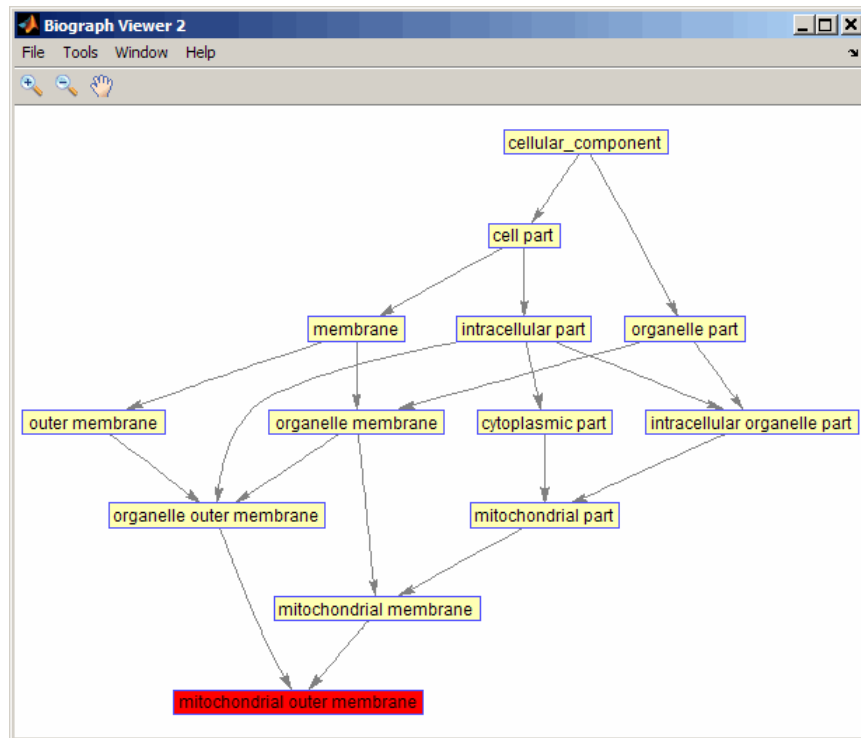 Biograph Viewer 2
File Tools Window Help
cellular_component
cell part
membrane intracellular part organelle part
outer membrane organelle membrane cytoplasmic part intracellular organelle part
organelle outer membrane mitochondrial part
mitochondrial membrane
mitochondrial outer membrane